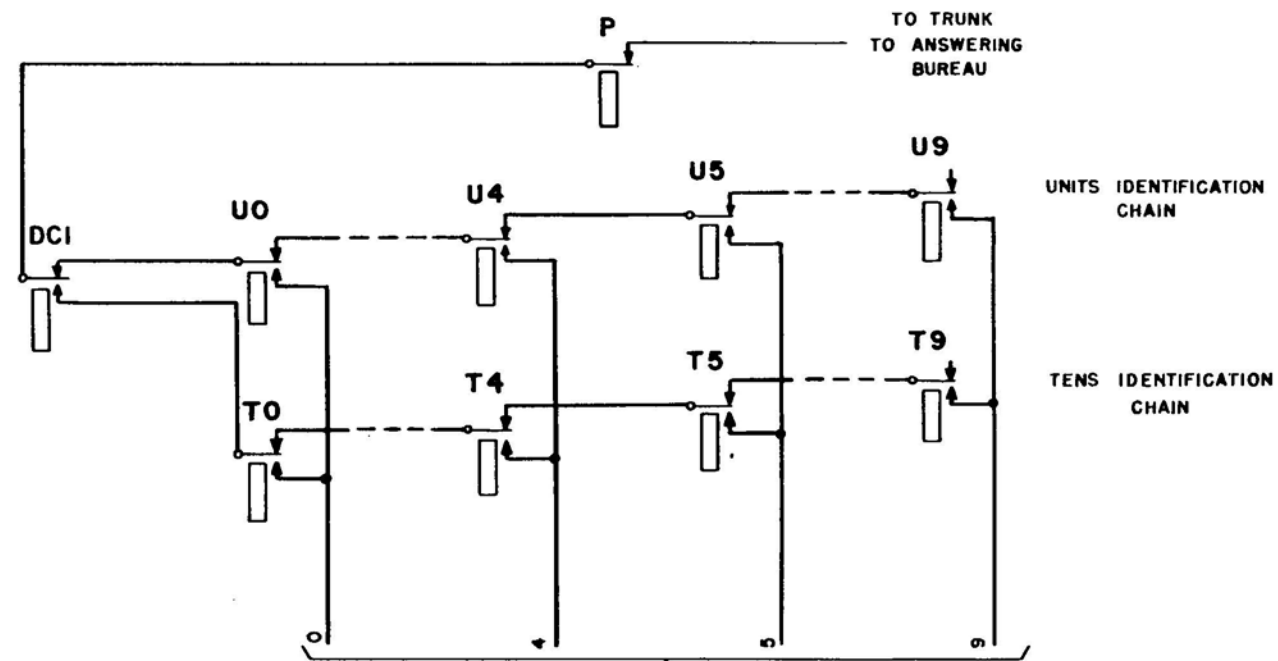 P
TO TRUNK
TO ANSWERING
BUREAU
U9
U5
UNITS IDENTIFICATION
CHAIN
U4
U0
DC1
T9
T5
TENS IDENTIFICATION
CHAIN
T4
T0
0
4
5
9